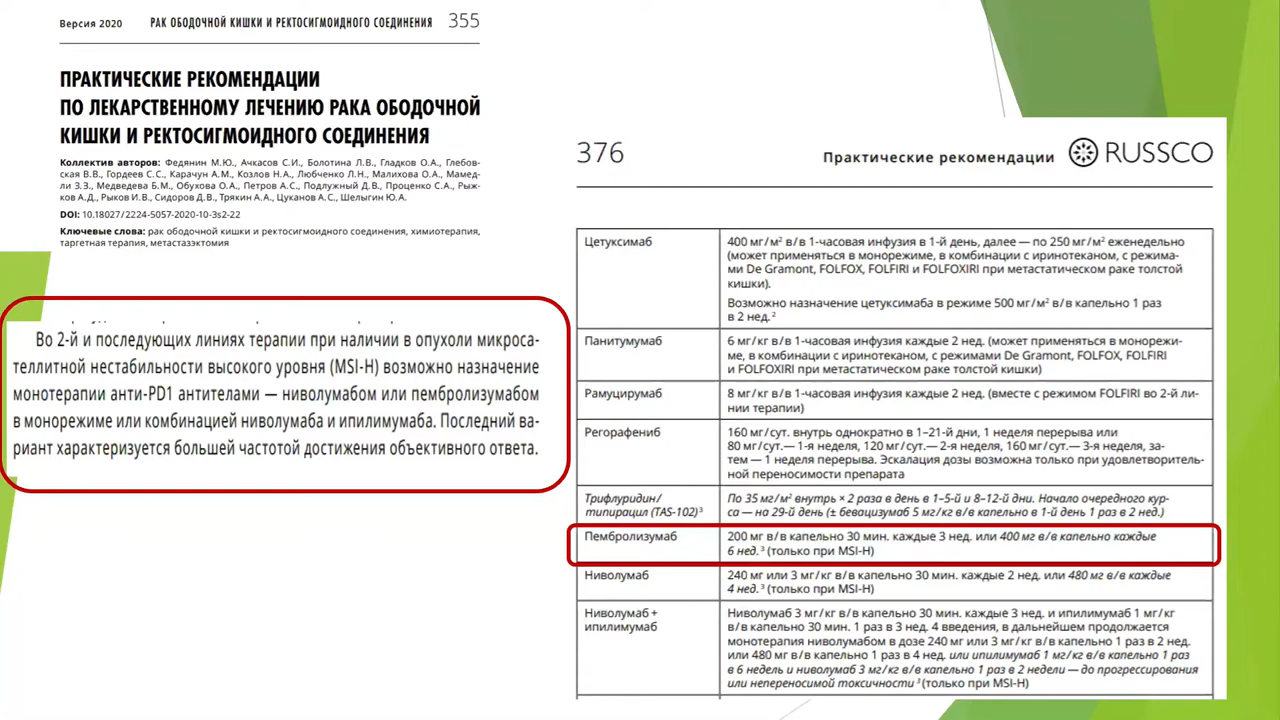 Версия 2020 РАК ОБОДОЧНОЙ КИШКИ И РЕКТОСИГМОИДНОГО СОЕДИНЕНИЯ 355
ПРАКТИЧЕСКИЕ РЕКОМЕНДАЦИИ
ПО ЛЕКАРСТВЕННОМУ ЛЕЧЕНИЮ РАКА ОБОДОЧНОЙ
КИШКИ И РЕКТОСИГМОИДНОГО СОЕДИНЕНИЯ
Коллектив авторов: Федянин М.Ю., Ачкасов С.И., Болотина Л.В., Гладков О.А., Глебов-
ская В.В., Гордеев С.С., Карачун А.М., Козлов Н.А., Любченко Л.Н., Малихова О.А., Мамед-
ли З.З., Медведева Б.М., Обухова О.А., Петров А.С., Подлужный Д.В., Проценко С.А., Рыж-
ков А.Д., Рыков И.В., Сидоров Д.В., Трякин А.А., Цуканов А.С., Шелыгин Ю.А.
DOI: 10.18027/2224-5057-2020-10-3s2-22
Ключевые слова: рак ободочной кишки и ректосигмоидного соединения, химиотерапия,
таргетная терапия, метастазэктомия
Во 2-й и последующих линиях терапии при наличии в опухоли микроса-
теллитной нестабильности высокого уровня (MSI-H) возможно назначение
монотерапии анти-PD1 антителами — ниволумабом или пембролизумабом
в монорежиме или комбинацией ниволумаба и ипилимумаба. Последний ва-
риант характеризуется большей частотой достижения объективного ответа.
376 Практические рекомендации RUSSCO
Цетуксимаб 400 мг/м² в/в 1-часовая инфузия в 1-й день, далее — по 250 мг/м² еженедельно
(может применяться в монорежиме, в комбинации с иринотеканом, с режима-
ми De Gramont, FOLFOX, FOLFIRI и FOLFOXIRI при метастатическом раке толстой
кишки).
Возможно назначение цетуксимаба в режиме 500 мг/м² в/в капельно 1 раз
в 2 нед.²
Панитумумаб 6 мг/кг в/в 1-часовая инфузия каждые 2 нед. (может применяться в монорежи-
ме, в комбинации с иринотеканом, с режимами De Gramont, FOLFOX, FOLFIRI
и FOLFOXIRI при метастатическом раке толстой кишки)
Рамуцирумаб 8 мг/кг в/в 1-часовая инфузия каждые 2 нед. (вместе с режимом FOLFIRI во 2-й ли-
нии терапии)
Регорафениб 160 мг/сут. внутрь однократно в 1–21-й дни, 1 неделя перерыва или
80 мг/сут.— 1-я неделя, 120 мг/сут.— 2-я неделя, 160 мг/сут.— 3-я неделя, за-
тем — 1 неделя перерыва. Эскалация дозы возможна только при удовлетворитель-
ной переносимости препарата
Трифлуридин/ По 35 мг/м² внутрь × 2 раза в день в 1–5-й и 8–12-й дни. Начало очередного кур-
типирацил (TAS-102)³ са — на 29-й день (± бевацизумаб 5 мг/кг в/в капельно в 1-й день 1 раз в 2 нед.)
Пембролизумаб 200 мг в/в капельно 30 мин. каждые 3 нед. или 400 мг в/в капельно каждые
6 нед.³ (только при MSI-H)
Ниволумаб 240 мг или 3 мг/кг в/в капельно 30 мин. каждые 2 нед. или 480 мг в/в каждые
4 нед.³ (только при MSI-H)
Ниволумаб + Ниволумаб 3 мг/кг в/в капельно 30 мин. каждые 3 нед. и ипилимумаб 1 мг/кг
ипилимумаб в/в капельно 30 мин. 1 раз в 3 нед. 4 введения, в дальнейшем продолжается
монотерапия ниволумабом в дозе 240 мг или 3 мг/кг в/в капельно 1 раз в 2 нед.
или 480 мг в/в капельно 1 раз в 4 нед. или ипилимумаб 1 мг/кг в/в капельно 1 раз
в 6 недель и ниволумаб 3 мг/кг в/в капельно 1 раз в 2 недели — до прогрессирования
или непереносимой токсичности ³ (только при MSI-H)